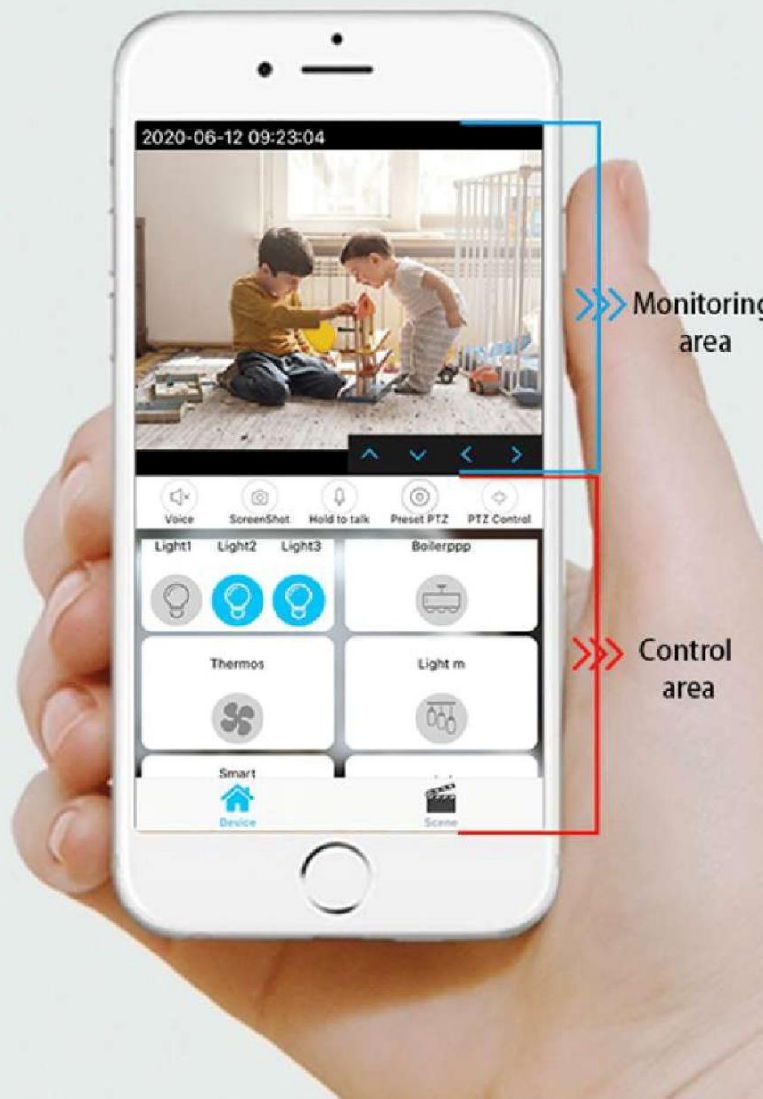 2020-06-12 09:23:04
Monitoring
area
Voice
ScreenShot
Hold to talk
Preset PTZ
PTZ Control
Light1
Light2
Light3
Boilerppp
Thermos
Light m
Control
area
Smart
Device
Scene